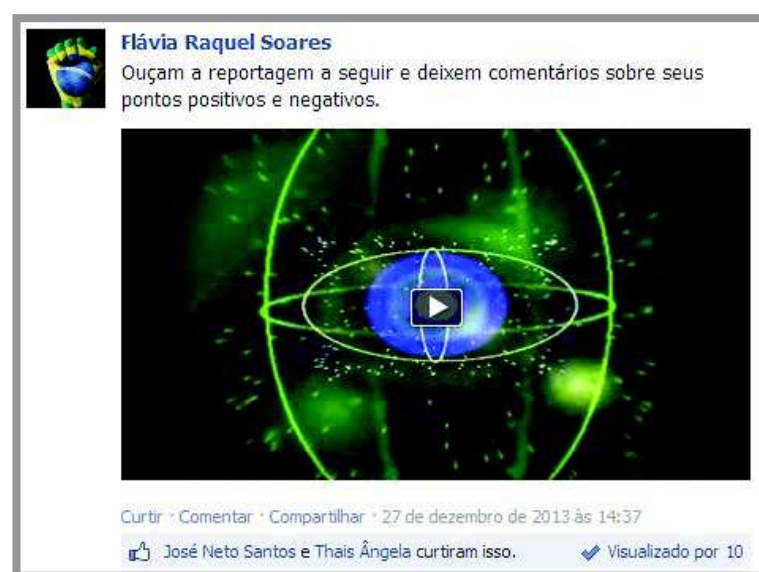 Flávia Raquel Soares
Ouçam a reportagem a seguir e deixem comentários sobre seus
pontos positivos e negativos.
Curtir · Comentar · Compartilhar · 27 de dezembro de 2013 às 14:37
José Neto Santos e Thais Ângela curtiram isso. Visualizado por 10